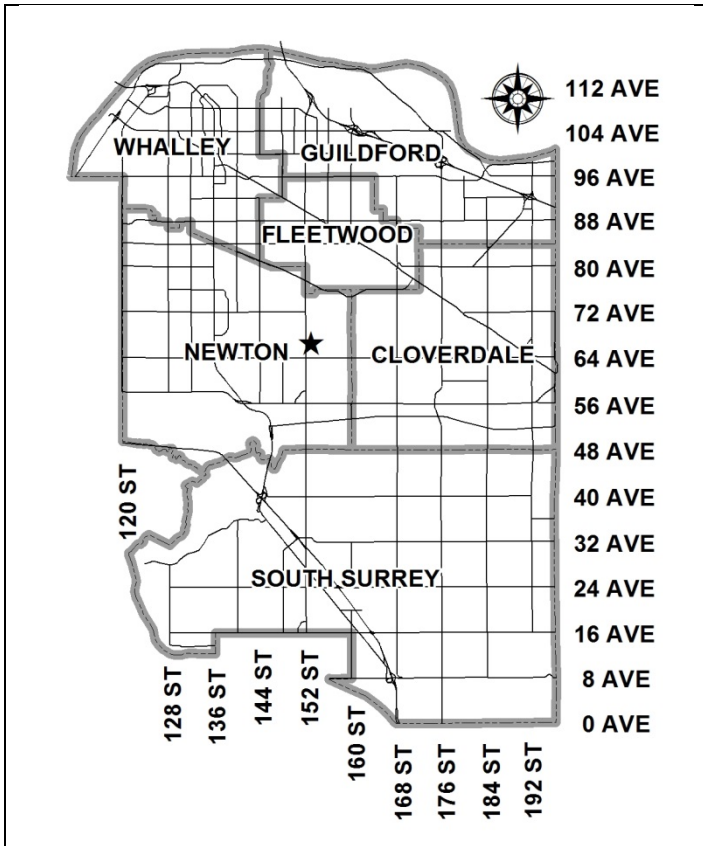 112 AVE
104 AVE
WHALLEY
GUILDFORD
96 AVE
88 AVE
FLEETWOOD
80 AVE
72 AVE
NEWTON
CLOVERDALE
64 AVE
56 AVE
48 AVE
120 ST
40 AVE
32 AVE
SOUTH SURREY
24 AVE
16 AVE
8 AVE
0 AVE
128 ST
136 ST
144 ST
152 ST
160 ST
168 ST
176 ST
184 ST
192 ST